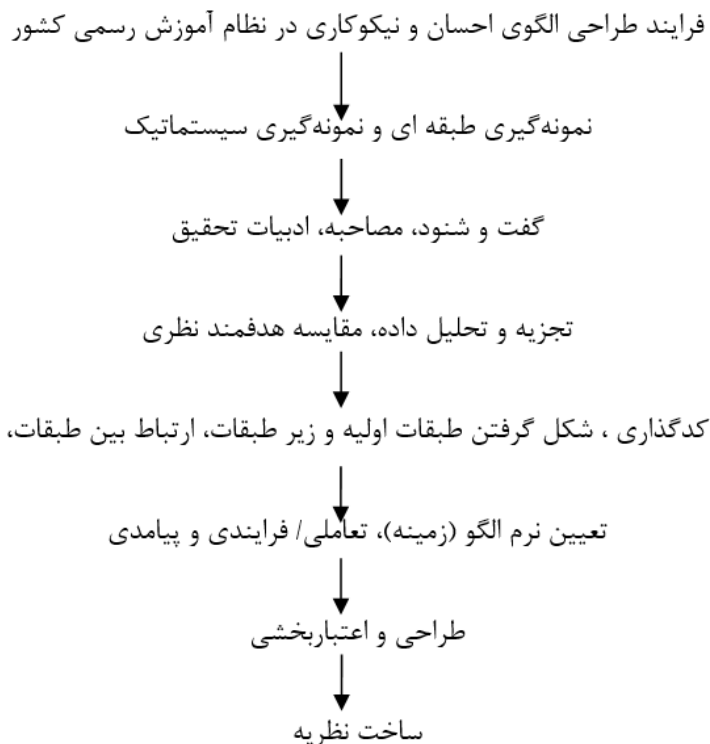 فرایند طراحی الگوی احسان و نیکوکاری در نظام آموزش رسمی کشور
نمونه‌گیری طبقه ای و نمونه‌گیری سیستماتیک
گفت و شنود، مصاحبه، ادبیات تحقیق
تجزیه و تحلیل داده، مقایسه هدفمند نظری
کدگذاری ، شکل گرفتن طبقات اولیه و زیر طبقات، ارتباط بین طبقات،
تعیین نرم الگو (زمینه)، تعاملی/ فرایندی و پیامدی
طراحی و اعتباربخشی
ساخت نظریه